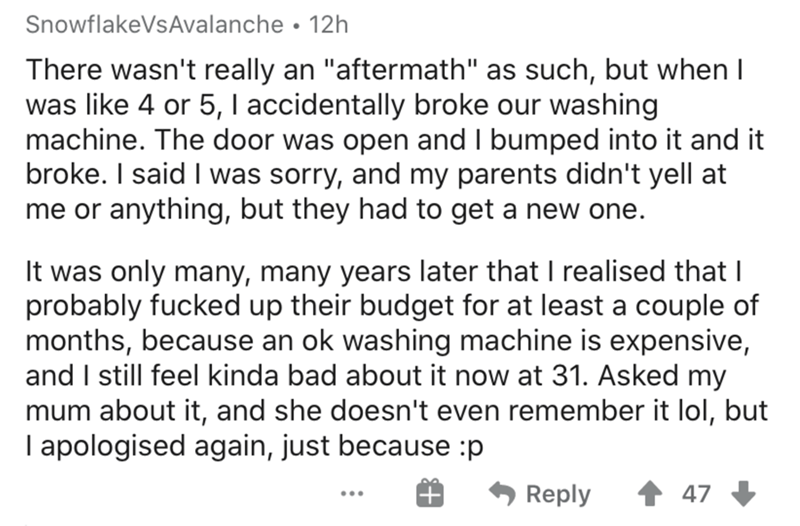 SnowflakeVsAvalanche • 12h
There wasn't really an "aftermath" as such, but when I
was like 4 or 5, I accidentally broke our washing
machine. The door was open and I bumped into it and it
broke. I said I was sorry, and my parents didn't yell at
me or anything, but they had to get a new one.
It was only many, many years later that I realised that I
probably fucked up their budget for at least a couple of
months, because an ok washing machine is expensive,
and I still feel kinda bad about it now at 31. Asked my
mum about it, and she doesn't even remember it lol, but
I apologised again, just because :p
... Reply 47